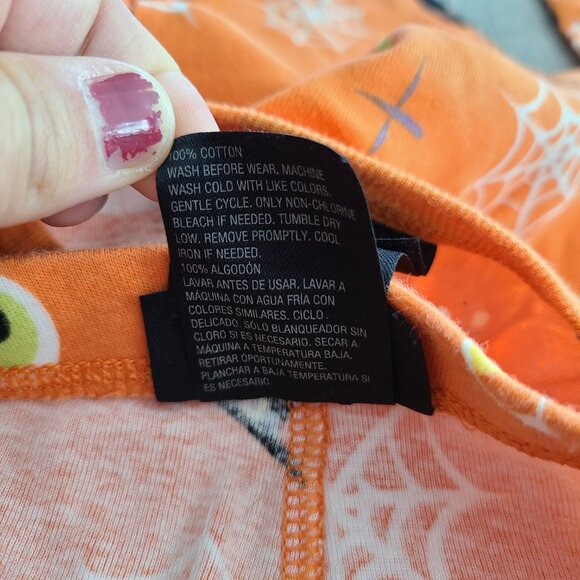 100% COTTON
WASH BEFORE WEAR. MACHINE
WASH COLD WITH LIKE COLORS.
GENTLE CYCLE. ONLY NON-CHLORINE
BLEACH IF NEEDED. TUMBLE DRY
LOW. REMOVE PROMPTLY. COOL
IRON IF NEEDED.
100% ALGODÓN
LAVAR ANTES DE USAR. LAVAR A
MÁQUINA CON AGUA FRÍA CON
COLORES SIMILARES. CICLO
DELICADO. SÓLO BLANQUEADOR SIN
CLORO SI ES NECESARIO. SECAR A
MÁQUINA A TEMPERATURA BAJA.
RETIRAR OPORTUNAMENTE.
PLANCHAR A BAJA TEMPERATURA SI
ES NECESARIO.